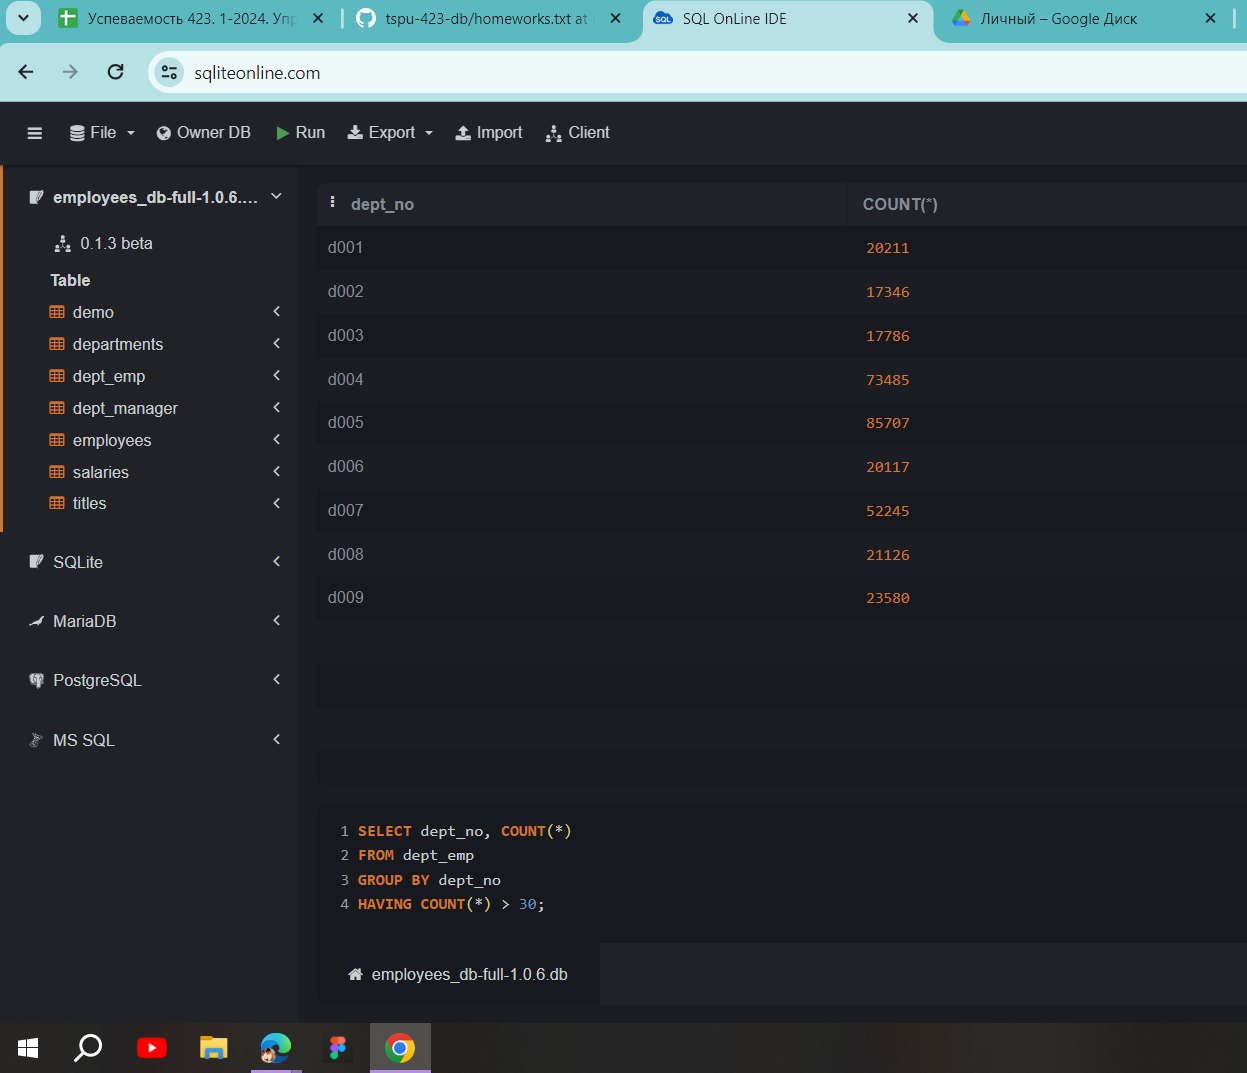 Успеваемость 423. 1-2024. Упр
tspu-423-db/homeworks.txt at
SQL OnLine IDE
Личный – Google Диск
sqliteonline.com
File
Owner DB
Run
Export
Import
Client
employees_db-full-1.0.6....
0.1.3 beta
Table
demo
departments
dept_emp
dept_manager
employees
salaries
titles
SQLite
MariaDB
PostgreSQL
MS SQL
dept_no COUNT(*)
d001 20211
d002 17346
d003 17786
d004 73485
d005 85707
d006 20117
d007 52245
d008 21126
d009 23580
1 SELECT dept_no, COUNT(*)
2 FROM dept_emp
3 GROUP BY dept_no
4 HAVING COUNT(*) > 30;
employees_db-full-1.0.6.db